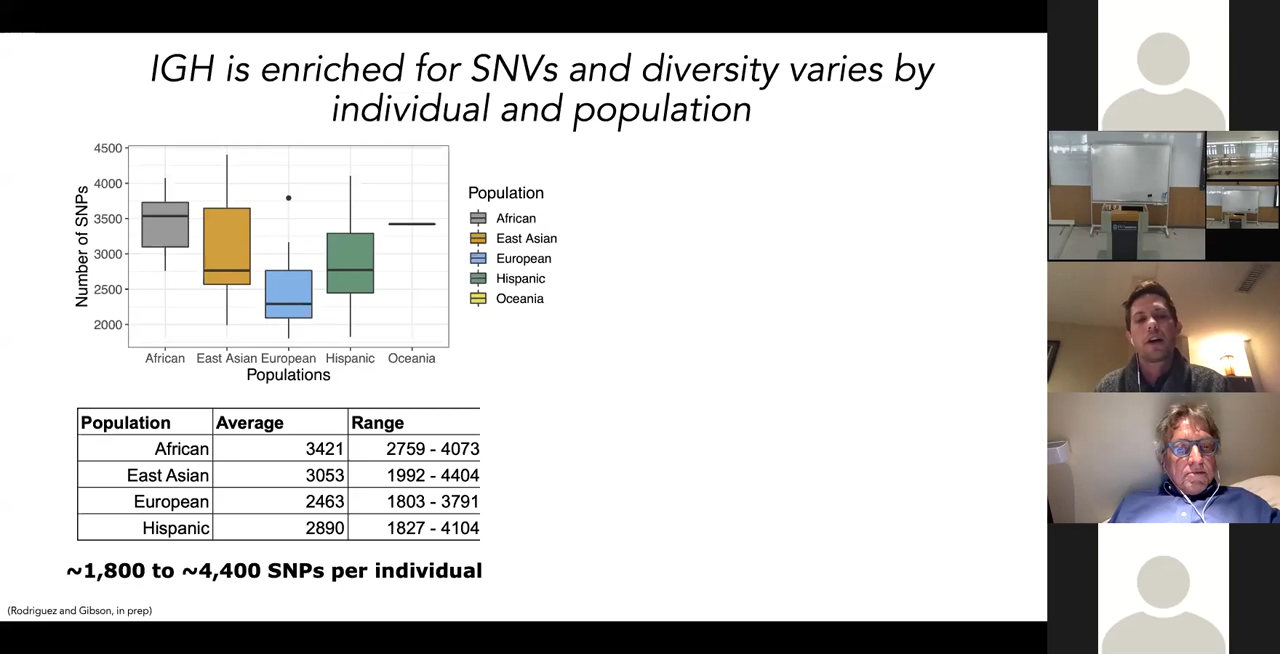 IGH is enriched for SNVs and diversity varies by
individual and population
4500
4000
3500
3000
2500
2000
Number of SNPs
African East Asian European Hispanic Oceania
Populations
Population
African
East Asian
European
Hispanic
Oceania
Population Average Range
African 3421 2759 - 4073
East Asian 3053 1992 - 4404
European 2463 1803 - 3791
Hispanic 2890 1827 - 4104
~1,800 to ~4,400 SNPs per individual
(Rodriguez and Gibson, in prep)